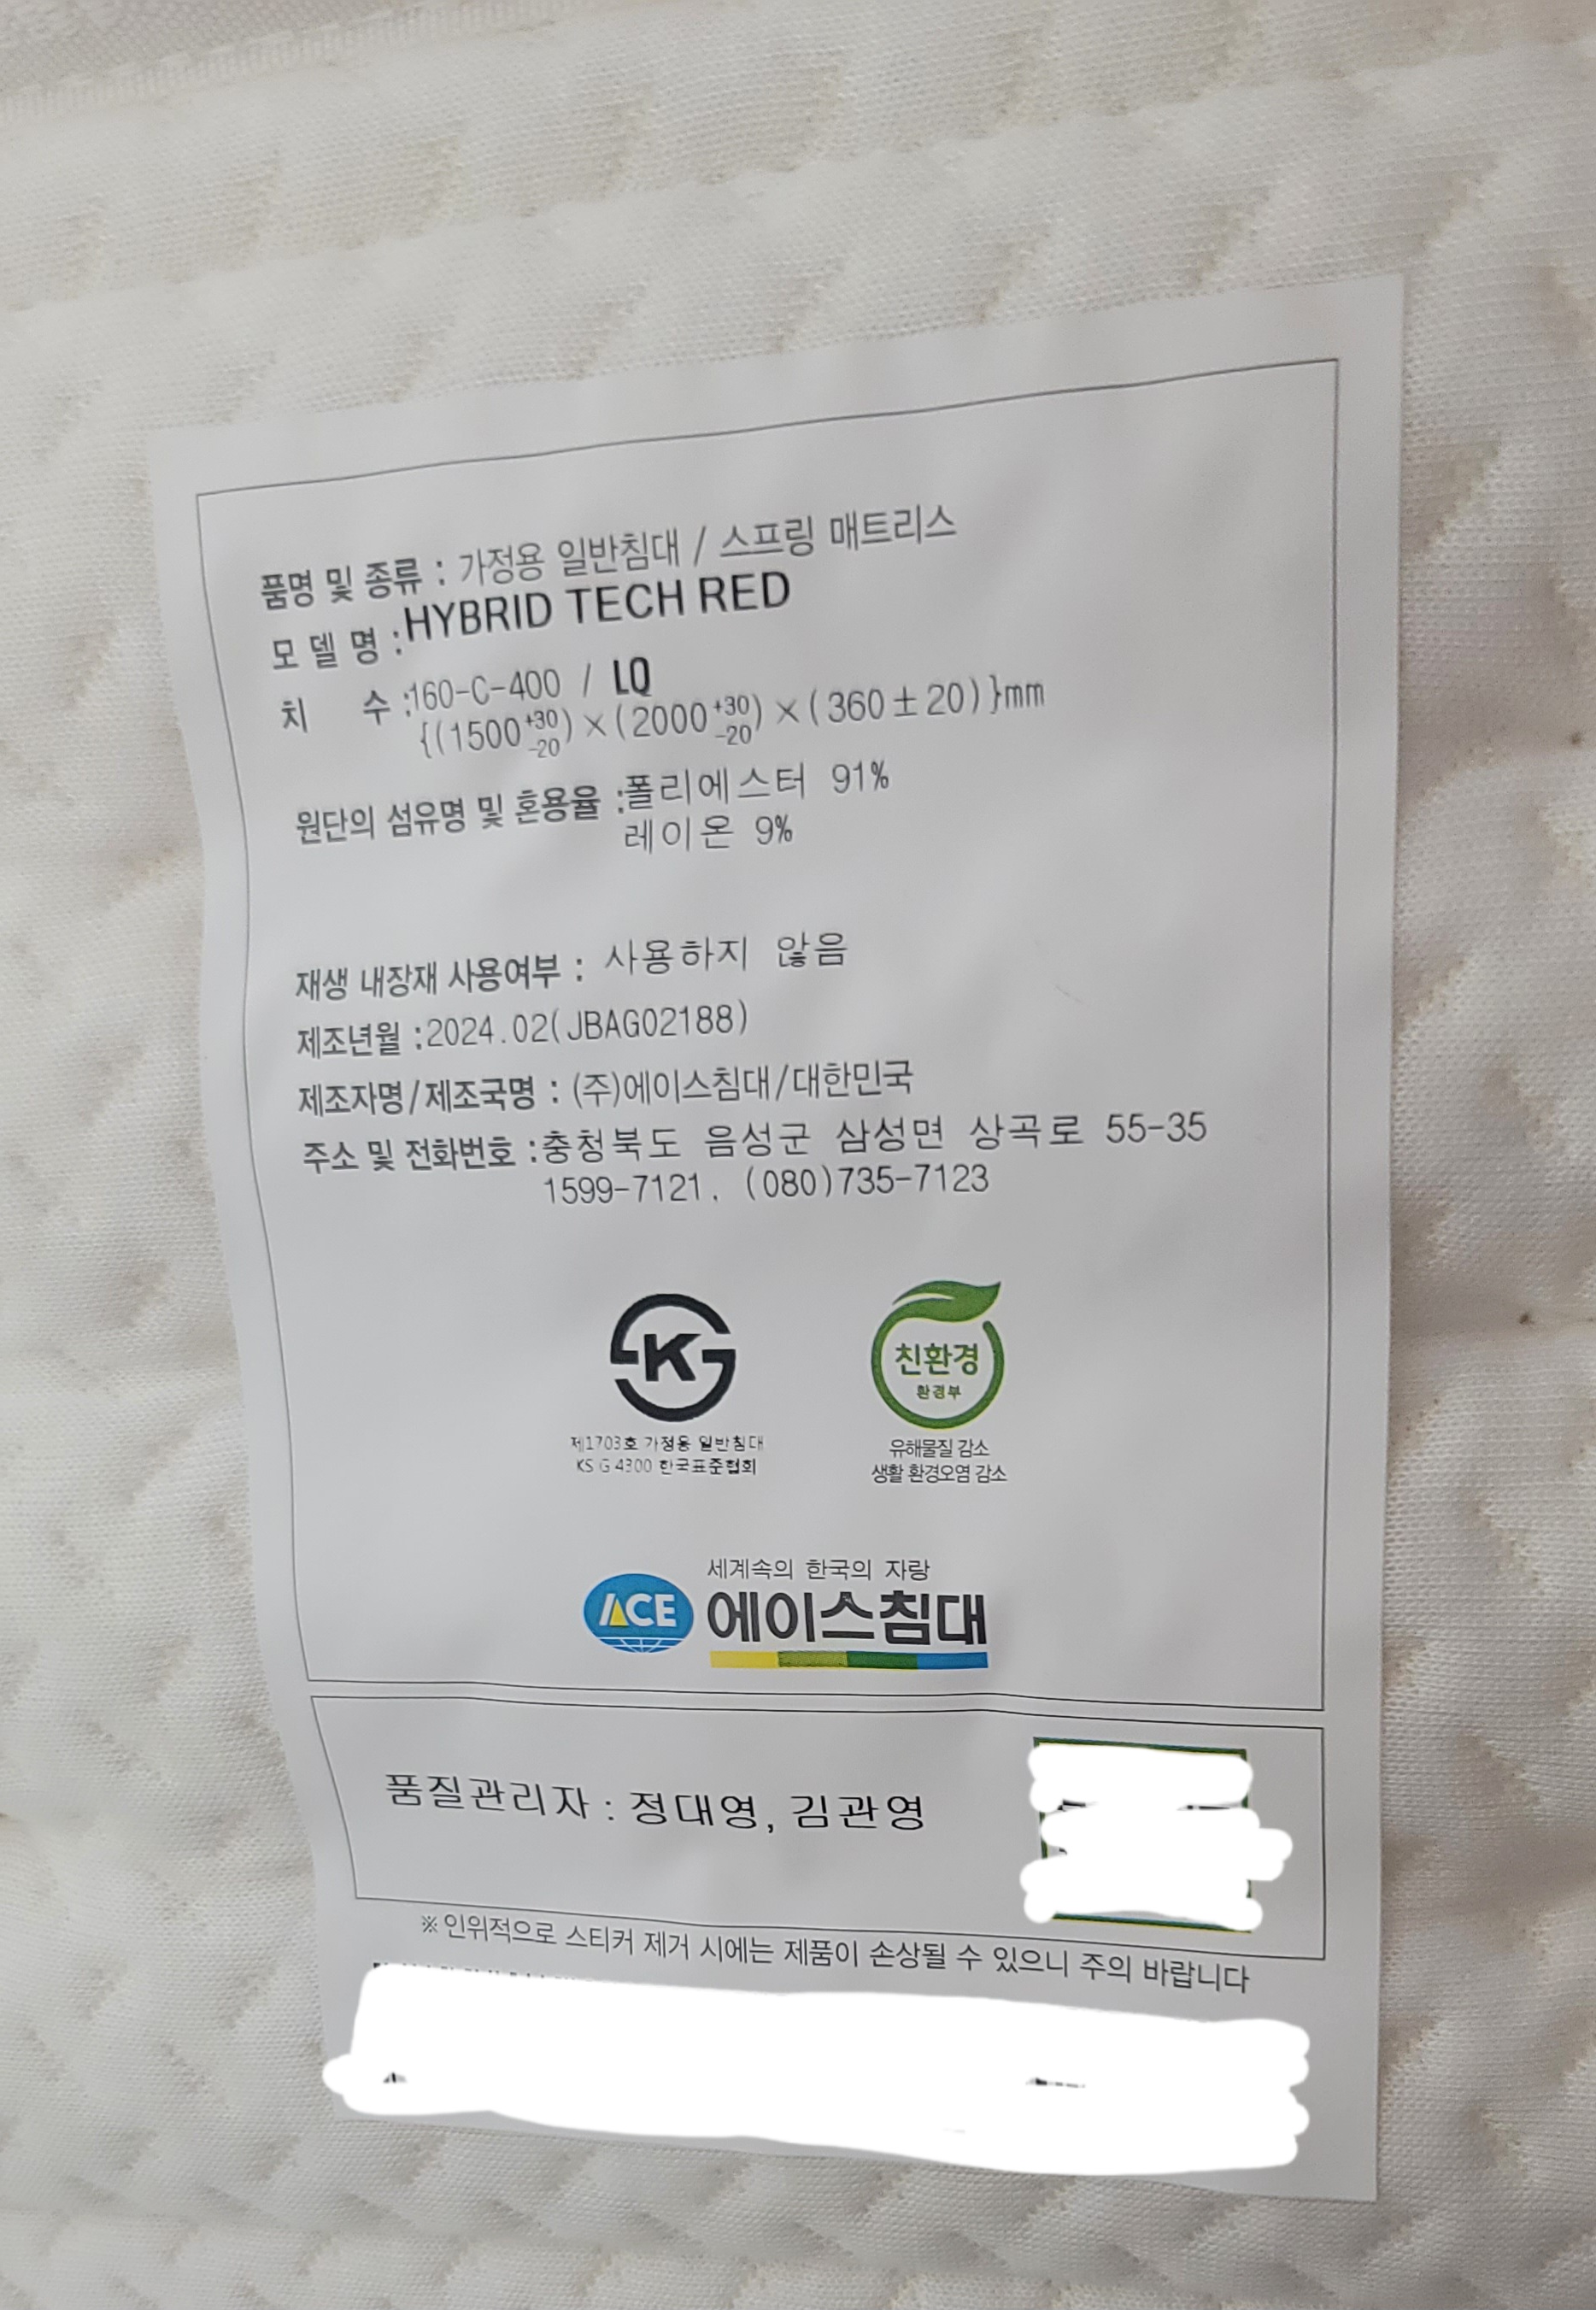 품명 및 종류 : 가정용 일반침대 / 스프링 매트리스
모 델 명 : HYBRID TECH RED
치 수 : 160-C-400 / LQ
{(1500 +30 -20) × (2000 +30 -20) × (360 ± 20)}mm
원단의 섬유명 및 혼용율 : 폴리에스터 91%
레이온 9%
재생 내장재 사용여부 : 사용하지 않음
제조년월 : 2024.02(JBAG02188)
제조자명/제조국명 : (주)에이스침대/대한민국
주소 및 전화번호 : 충청북도 음성군 삼성면 상곡로 55-35
1599-7121, (080)735-7123
K
제1703호 가정용 일반침대
KS G 4300 한국표준협회
친환경
환경부
유해물질 감소
생활 환경오염 감소
세계속의 한국의 자랑
ACE 에이스침대
품질관리자 : 정대영, 김관영
※ 인위적으로 스티커 제거 시에는 제품이 손상될 수 있으니 주의 바랍니다